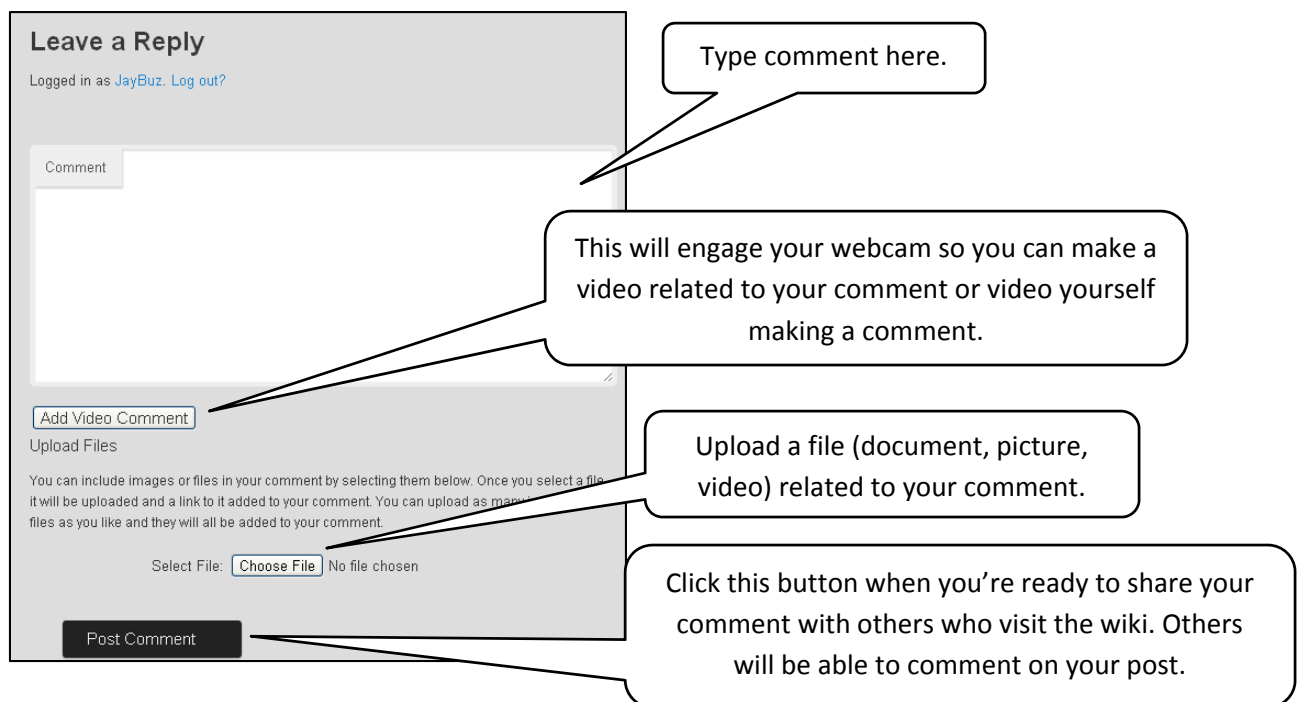 Leave a Reply
Logged in as JayBuz. Log out?
Type comment here.
Comment
This will engage your webcam so you can make a
video related to your comment or video yourself
making a comment.
Add Video Comment
Upload Files
You can include images or files in your comment by selecting them below. Once you select a file
it will be uploaded and a link to it added to your comment. You can upload as many
files as you like and they will all be added to your comment.
Upload a file (document, picture,
video) related to your comment.
Select File: Choose File No file chosen
Click this button when you’re ready to share your
comment with others who visit the wiki. Others
will be able to comment on your post.
Post Comment